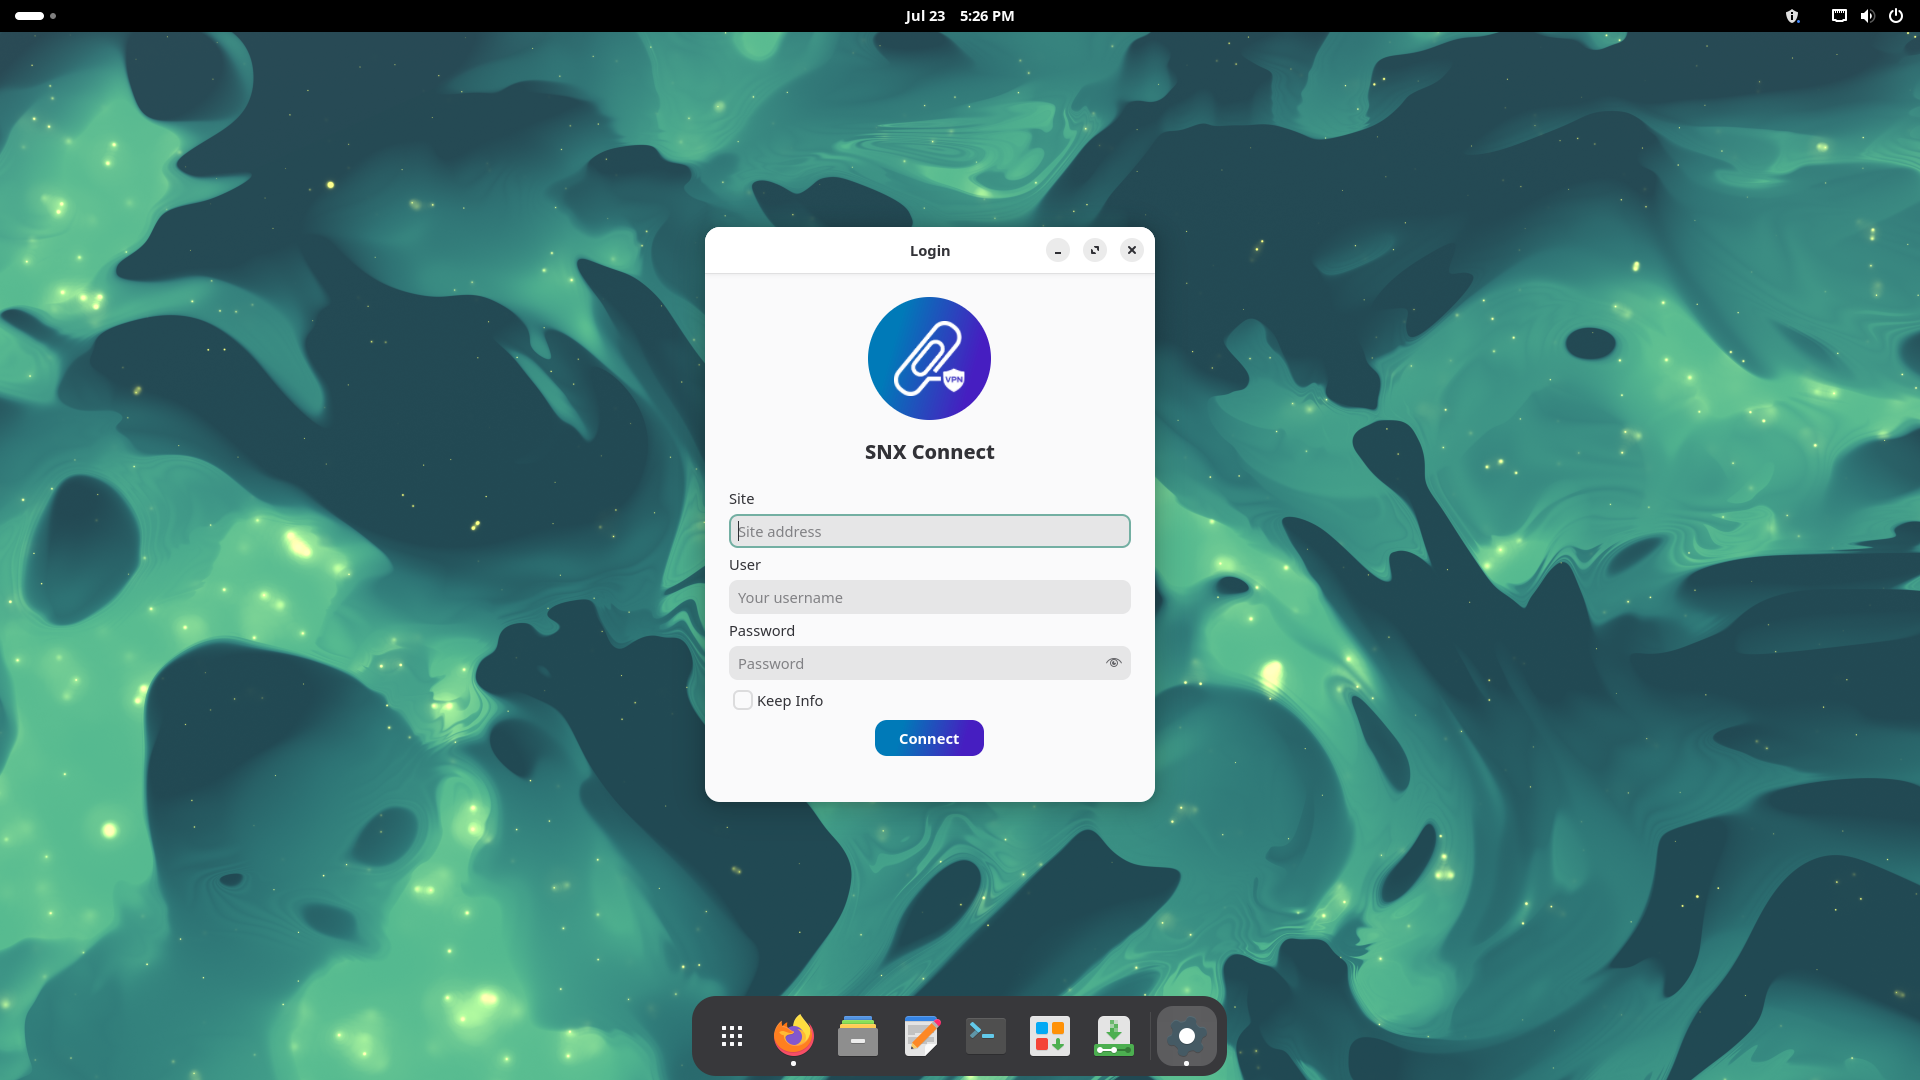 Jul 23 5:26 PM
Login
VPN
SNX Connect
Site
Site address
User
Your username
Password
Password
Keep Info
Connect